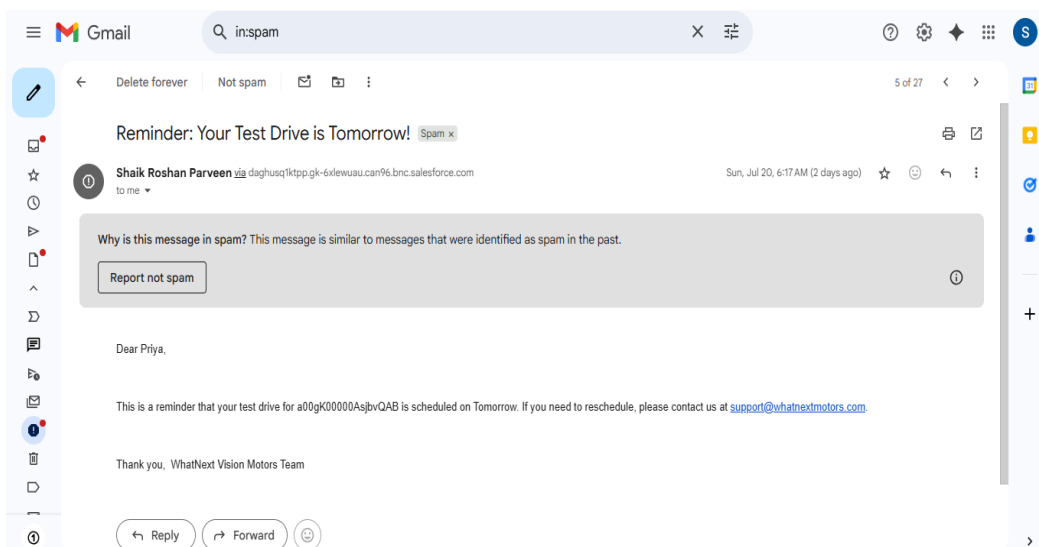 Gmail
in:spam
S
Delete forever Not spam 5 of 27
31
Reminder: Your Test Drive is Tomorrow! Spam x
Shaik Roshan Parveen via daghusq1ktpp.gk-6xlewuau.can96.bnc.salesforce.com Sun, Jul 20, 6:17 AM (2 days ago)
to me
Why is this message in spam? This message is similar to messages that were identified as spam in the past.
Report not spam
Dear Priya,
This is a reminder that your test drive for a00gK00000AsjbvQAB is scheduled on Tomorrow. If you need to reschedule, please contact us at support@whatnextmotors.com.
Thank you, WhatNext Vision Motors Team
Reply Forward